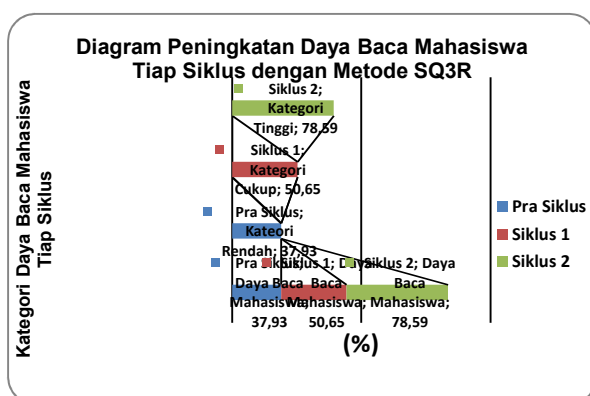 Diagram Peningkatan Daya Baca Mahasiswa
Tiap Siklus dengan Metode SQ3R
Kategori Daya Baca Mahasiswa
Tiap Siklus
Siklus 2;
Kategori
Tinggi; 78,59
Siklus 1;
Kategori
Cukup; 50,65
Pra Siklus;
Kateori
Rendah; 37,93
Pra Siklus;
Daya Baca
Mahasiswa;
37,93
Siklus 1; Daya
Baca
Mahasiswa;
50,65
Siklus 2; Daya
Baca
Mahasiswa;
78,59
(%)
Pra Siklus
Siklus 1
Siklus 2